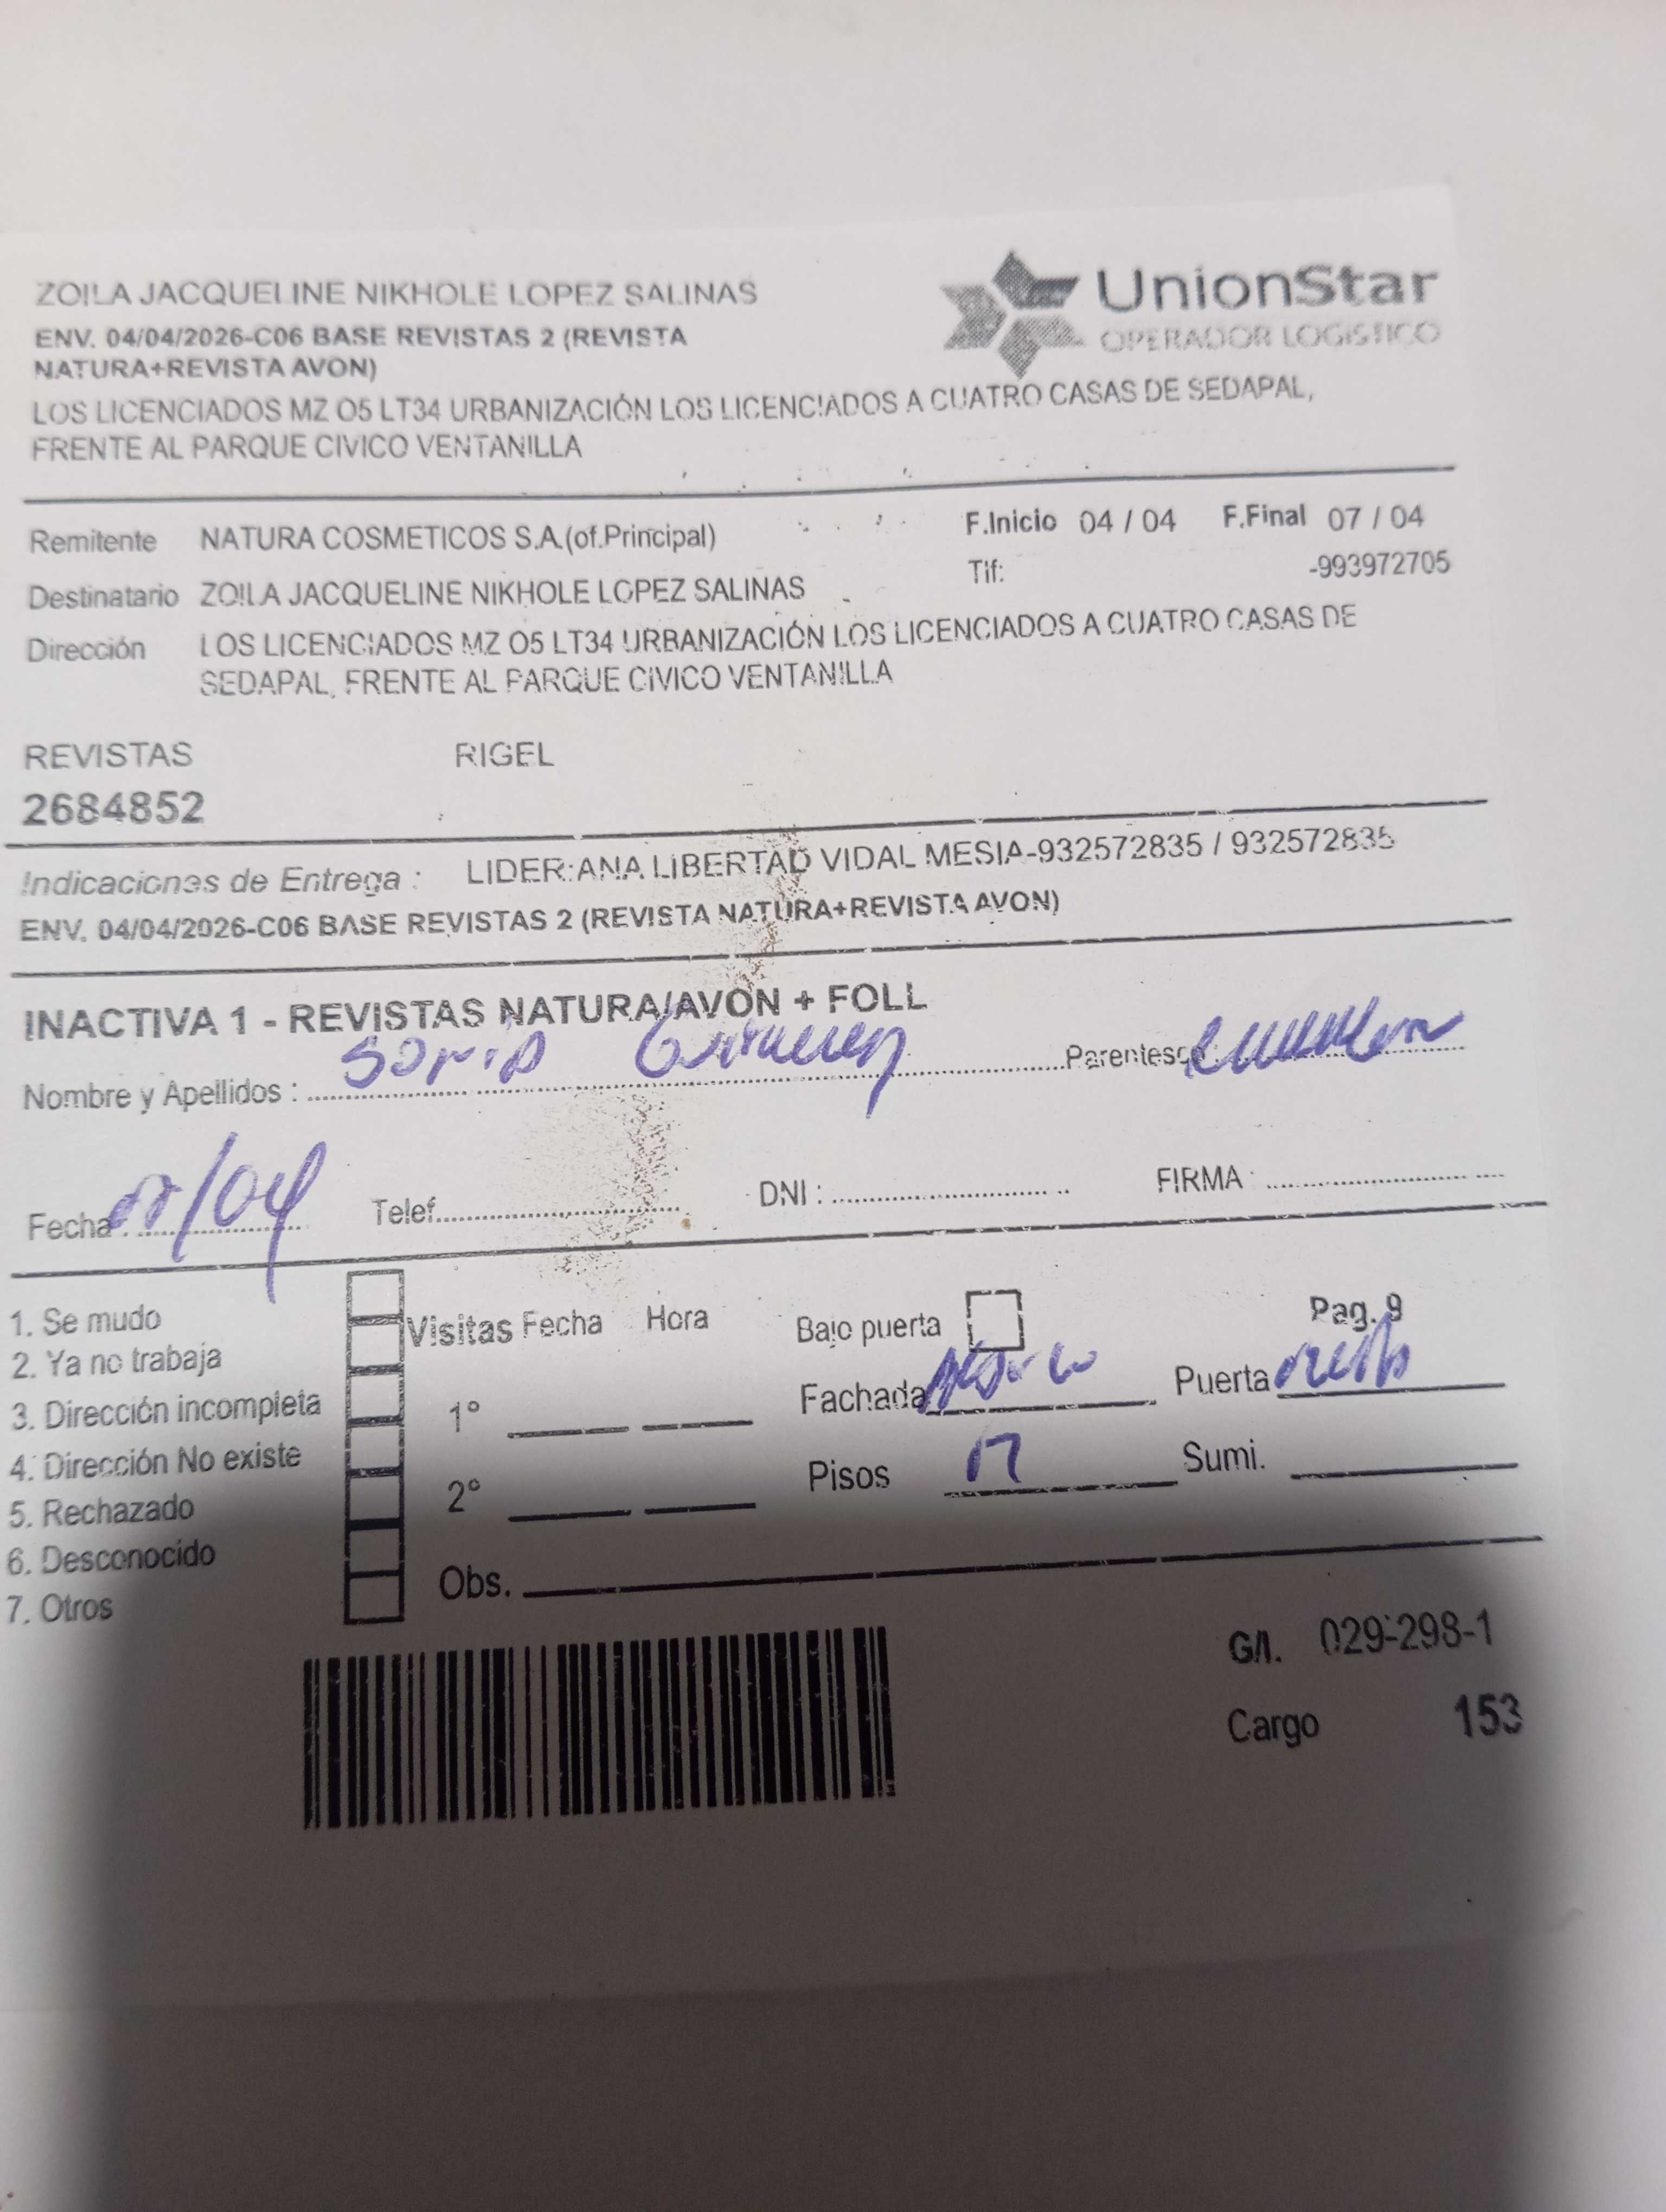 ZOILA JACQUELINE NIKHOLE LOPEZ SALINAS
UnionStar
OPERADOR LOGISTICO
ENV. 04/04/2026-C06 BASE REVISTAS 2 (REVISTA
NATURA+REVISTA AVON)
LOS LICENCIADOS MZ O5 LT34 URBANIZACIÓN LOS LICENCIADOS A CUATRO CASAS DE SEDAPAL,
FRENTE AL PARQUE CIVICO VENTANILLA
Remitente NATURA COSMETICOS S.A.(of.Principal) F.Inicio 04 / 04 F.Final 07 / 04
Destinatario ZOILA JACQUELINE NIKHOLE LOPEZ SALINAS Tlf: -993972705
Dirección LOS LICENCIADOS MZ O5 LT34 URBANIZACIÓN LOS LICENCIADOS A CUATRO CASAS DE
SEDAPAL, FRENTE AL PARQUE CIVICO VENTANILLA
REVISTAS RIGEL
2684852
Indicaciones de Entrega : LIDER:ANA LIBERTAD VIDAL MESIA-932572835 / 932572835
ENV. 04/04/2026-C06 BASE REVISTAS 2 (REVISTA NATURA+REVISTA AVON)
INACTIVA 1 - REVISTAS NATURA/AVON + FOLL
Nombre y Apellidos : Parentesco :
Fecha : Telef. DNI : FIRMA :
1. Se mudo
2. Ya no trabaja
3. Dirección incompleta
4. Dirección No existe
5. Rechazado
6. Desconocido
7. Otros
Visitas Fecha Hora
1°
2°
Obs.
Bajo puerta Pag. 9
Fachada Puerta
Pisos Sumi.
G/I. 029-298-1
Cargo 153